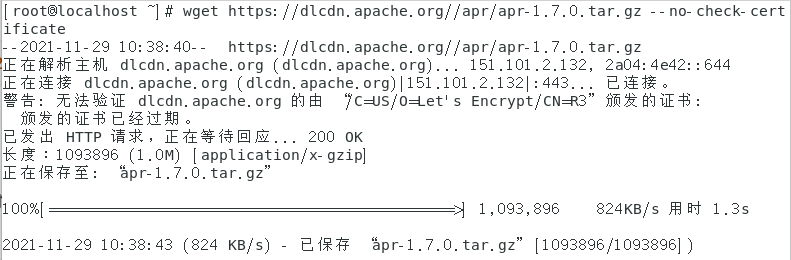 [root@localhost ~]# wget https://dlcdn.apache.org//apr/apr-1.7.0.tar.gz --no-check-cert
ificate
--2021-11-29 10:38:40--  https://dlcdn.apache.org//apr/apr-1.7.0.tar.gz
正在解析主机 dlcdn.apache.org (dlcdn.apache.org)... 151.101.2.132, 2a04:4e42::644
正在连接 dlcdn.apache.org (dlcdn.apache.org)|151.101.2.132|:443... 已连接。
警告: 无法验证 dlcdn.apache.org 的由 “/C=US/O=Let's Encrypt/CN=R3” 颁发的证书:
  颁发的证书已经过期。
已发出 HTTP 请求，正在等待回应... 200 OK
长度：1093896 (1.0M) [application/x-gzip]
正在保存至: “apr-1.7.0.tar.gz”
100%[======================================>] 1,093,896    824KB/s 用时 1.3s
2021-11-29 10:38:43 (824 KB/s) - 已保存 “apr-1.7.0.tar.gz” [1093896/1093896])